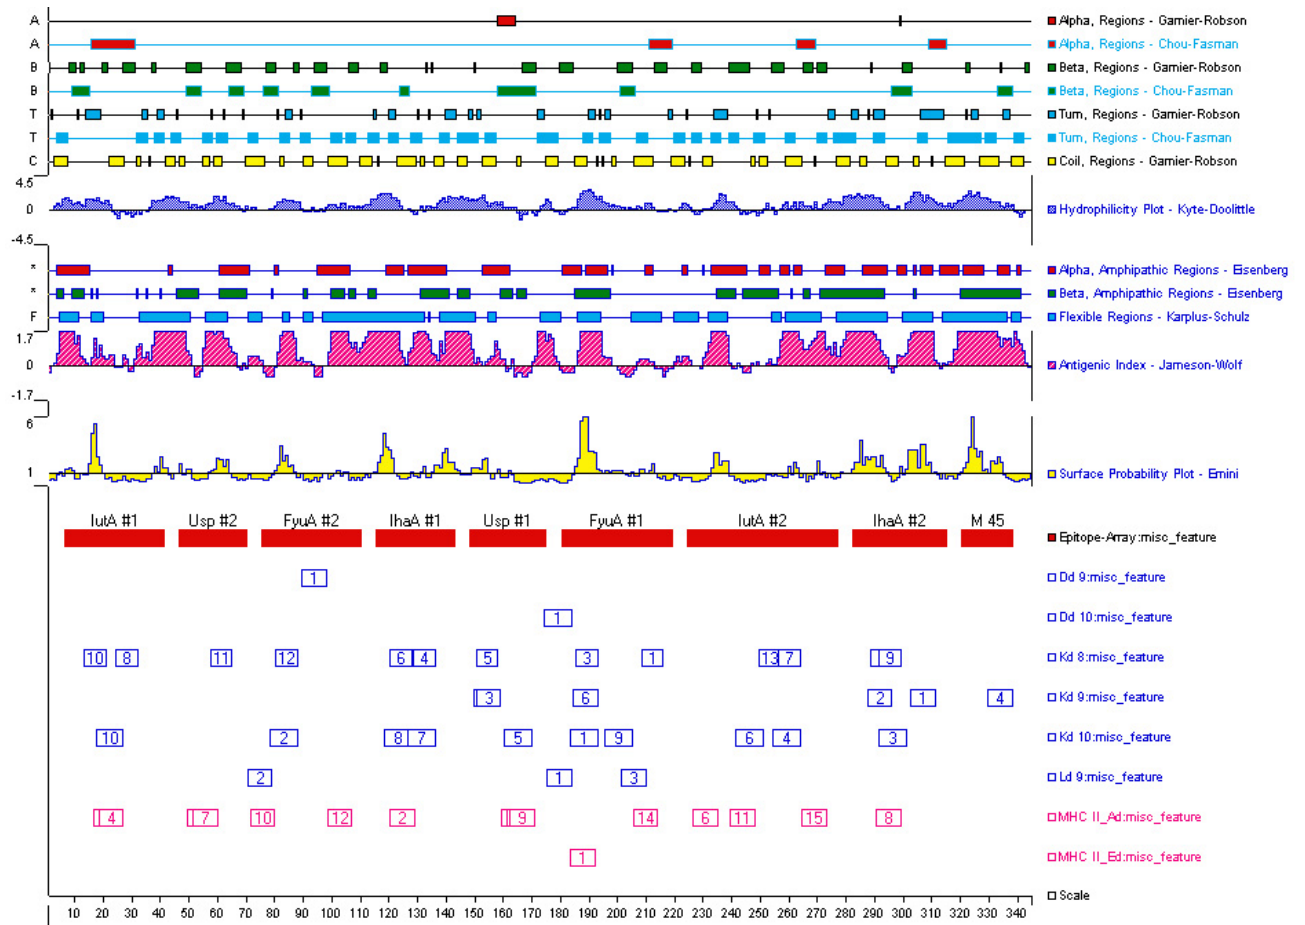 A Alpha, Regions - Garnier-Robson
A Alpha, Regions - Chou-Fasman
B Beta, Regions - Garnier-Robson
B Beta, Regions - Chou-Fasman
T Turn, Regions - Garnier-Robson
T Turn, Regions - Chou-Fasman
C Coil, Regions - Garnier-Robson
4.5
0 Hydrophilicity Plot - Kyte-Doolittle
-4.5
* Alpha, Amphipathic Regions - Eisenberg
* Beta, Amphipathic Regions - Eisenberg
F Flexible Regions - Karplus-Schulz
1.7
0 Antigenic Index - Jameson-Wolf
-1.7
6
1 Surface Probability Plot - Emini
IutA #1 Usp #2 FyuA #2 IhaA #1 Usp #1 FyuA #1 IutA #2 IhaA #2 M 45
Epitope-Array:misc_feature
1 Dd 9:misc_feature
1 Dd 10:misc_feature
10 8 11 12 6 4 5 3 1 13 7 9 Kd 8:misc_feature
3 6 2 1 4 Kd 9:misc_feature
10 2 8 7 5 1 9 6 4 3 Kd 10:misc_feature
2 1 3 Ld 9:misc_feature
4 7 10 12 2 9 14 6 11 15 8 MHC II_Ad:misc_feature
1 MHC II_Ed:misc_feature
Scale
10 20 30 40 50 60 70 80 90 100 110 120 130 140 150 160 170 180 190 200 210 220 230 240 250 260 270 280 290 300 310 320 330 340